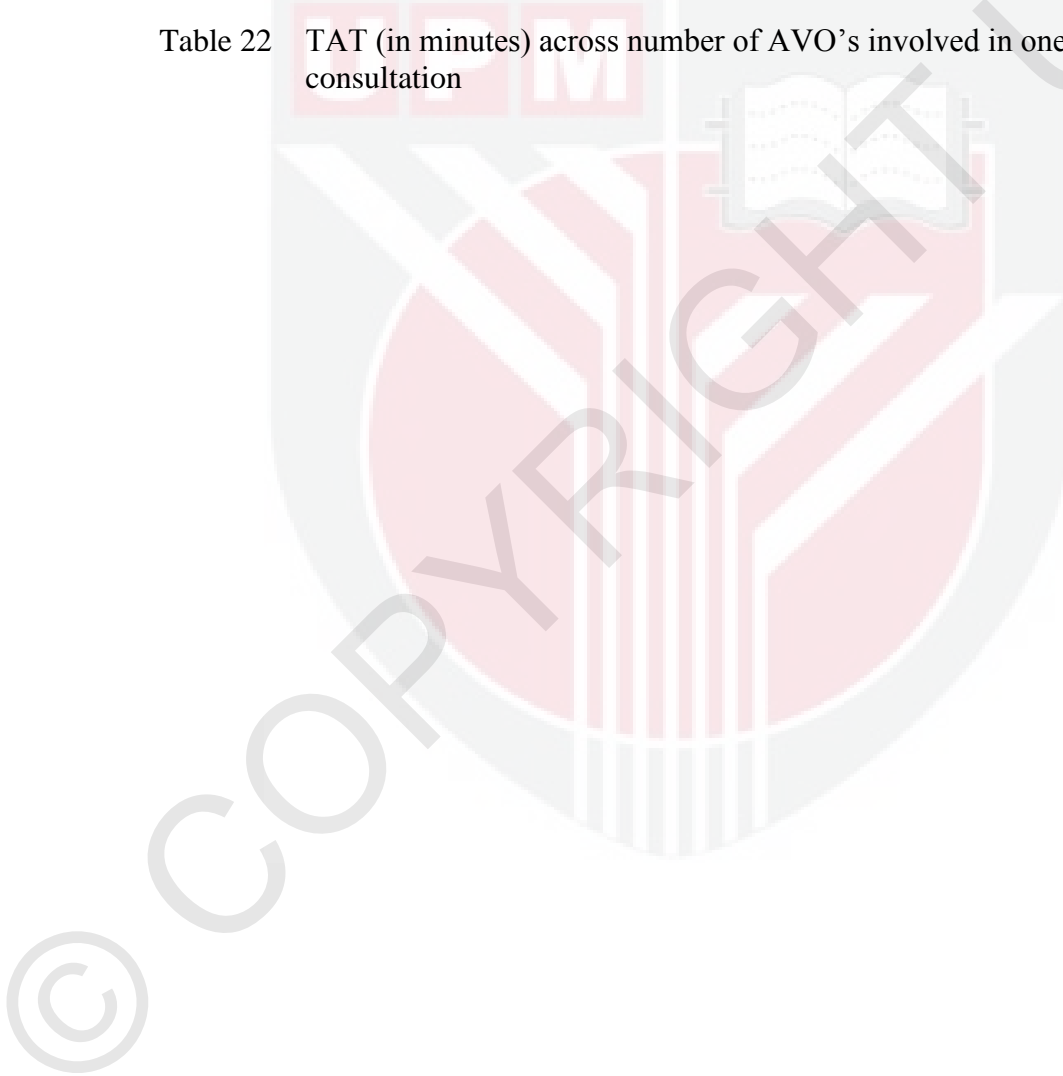 Table 22 TAT (in minutes) across number of AVO's involved in one
consultation
UPM
© COPYRIGHT U